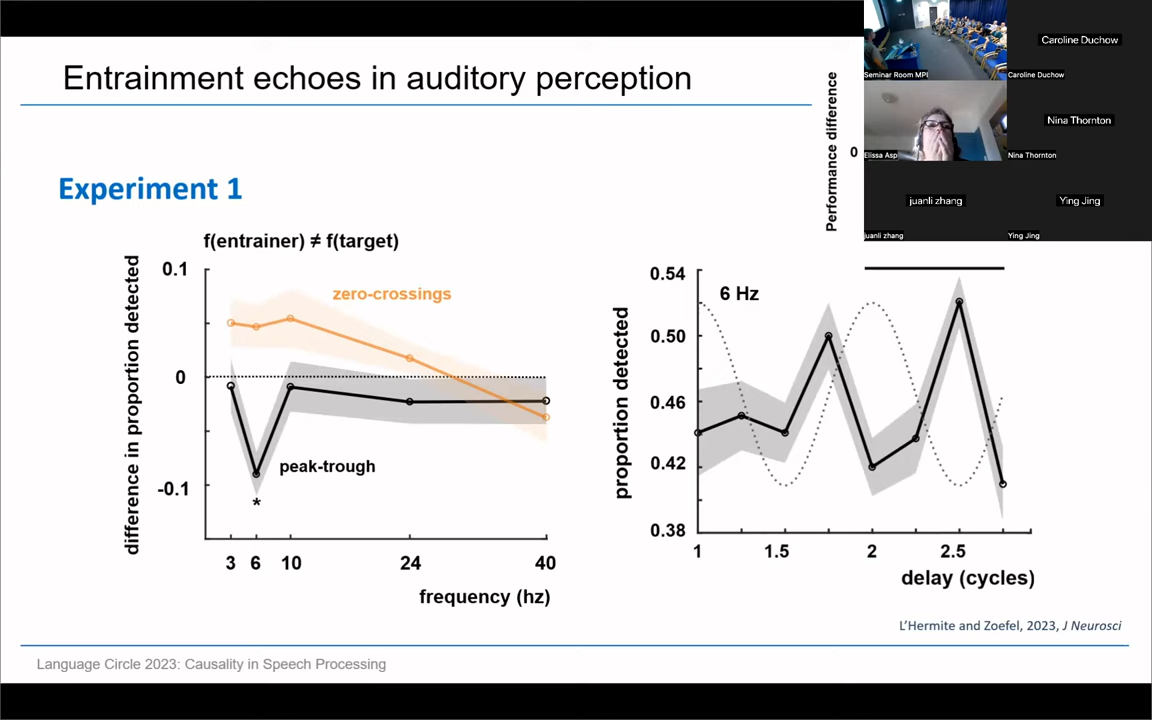 Entrainment echoes in auditory perception
Experiment 1
f(entrainer) ≠ f(target)
difference in proportion detected
0.1
0
-0.1
zero-crossings
peak-trough
*
3 6 10 24 40
frequency (hz)
Performance difference
0
proportion detected
0.54
0.50
0.46
0.42
0.38
6 Hz
1 1.5 2 2.5
delay (cycles)
L'Hermite and Zoefel, 2023, J Neurosci
Language Circle 2023: Causality in Speech Processing
Seminar Room MPI
Caroline Duchow
Caroline Duchow
Elissa Asp
Nina Thornton
Nina Thornton
juanli zhang
juanli zhang
Ying Jing
Ying Jing